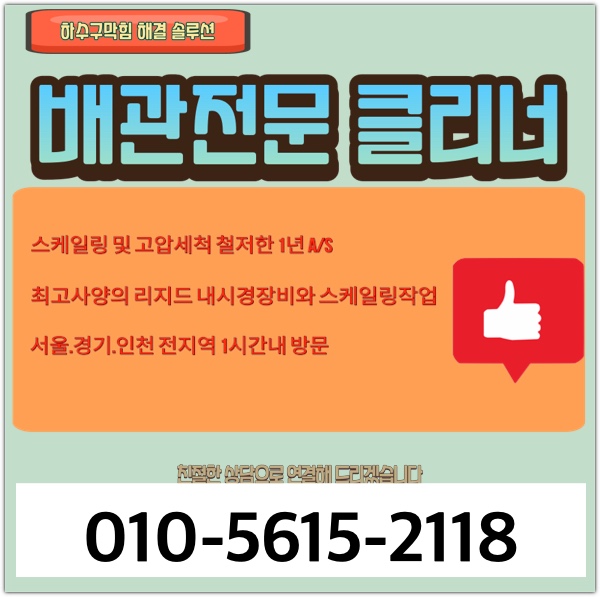 하수구막힘 해결 솔루션
배관전문 클리너
스케일링 및 고압세척 철저한 1년 A/S
최고사양의 리지드 내시경장비와 스케일링작업
서울.경기.인천 전지역 1시간내 방문
친절한 상담으로 연결해 드리겠습니다
010-5615-2118